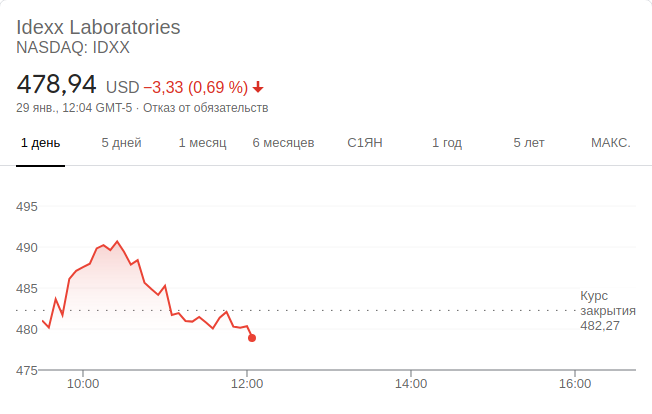 Idexx Laboratories
NASDAQ: IDXX
478,94 USD −3,33 (0,69 %)
29 янв., 12:04 GMT-5 · Отказ от обязательств
1 день 5 дней 1 месяц 6 месяцев С1ЯН 1 год 5 лет МАКС.
495
490
485
480
475
Курс
закрытия
482,27
10:00 12:00 14:00 16:00